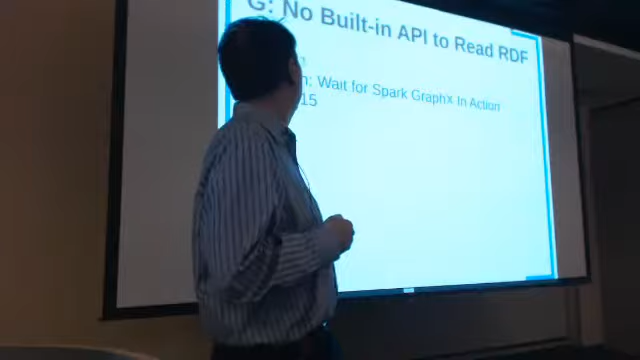 G: No Built-in API to Read RDF
: Wait for Spark GraphX In Action
15